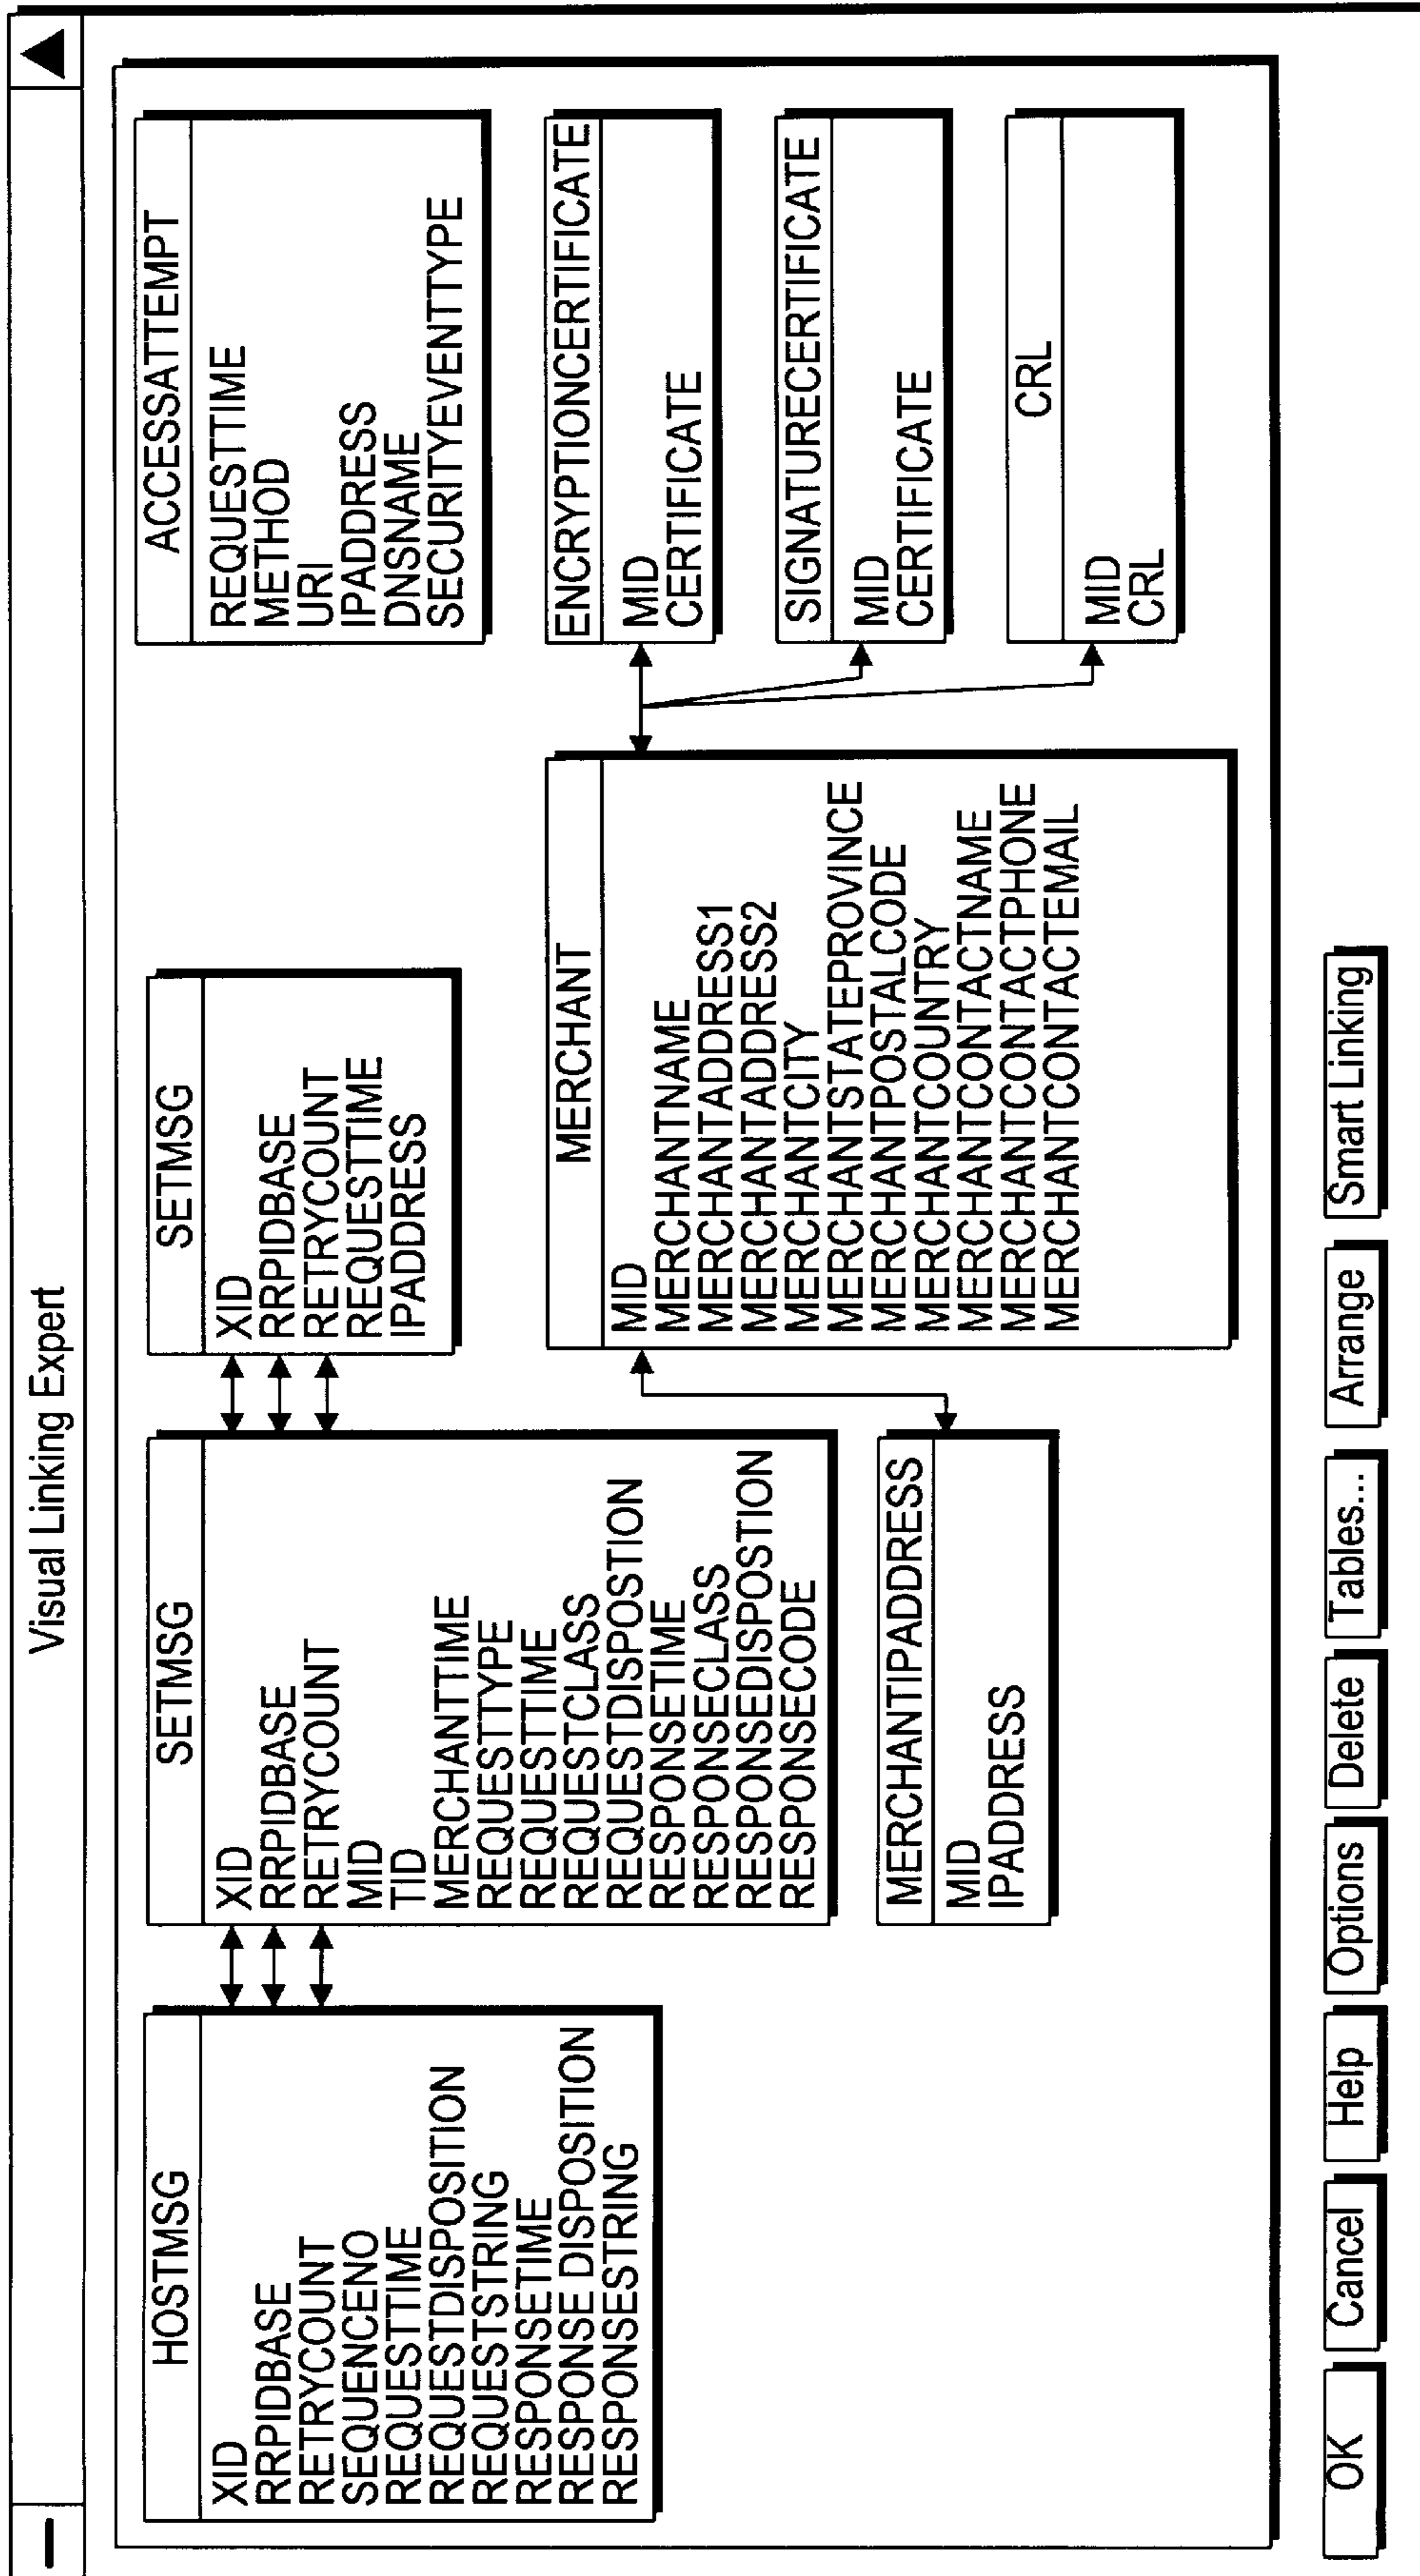 Visual Linking Expert
HOSTMSG
XID
RRPIDBASE
RETRYCOUNT
SEQUENCENO
REQUESTTIME
REQUESTDISPOSITION
REQUESTSTRING
RESPONSETIME
RESPONSE DISPOSITION
RESPONSESTRING
SETMSG
XID
RRPIDBASE
RETRYCOUNT
MID
TID
MERCHANTTIME
REQUESTTYPE
REQUESTTIME
REQUESTCLASS
REQUESTDISPOSTION
RESPONSETIME
RESPONSECLASS
RESPONSEDISPOSTION
RESPONSECODE
SETMSG
XID
RRPIDBASE
RETRYCOUNT
REQUESTTIME
IPADDRESS
ACCESSATTEMPT
REQUESTTIME
METHOD
URI
IPADDRESS
DNSNAME
SECURITYEVENTTYPE
MERCHANTIPADDRESS
MID
IPADDRESS
MERCHANT
MID
MERCHANTNAME
MERCHANTADDRESS1
MERCHANTADDRESS2
MERCHANTCITY
MERCHANTSTATEPROVINCE
MERCHANTPOSTALCODE
MERCHANTCOUNTRY
MERCHANTCONTACTNAME
MERCHANTCONTACTPHONE
MERCHANTCONTACTEMAIL
ENCRYPTIONCERTIFICATE
MID
CERTIFICATE
SIGNATURECERTIFICATE
MID
CERTIFICATE
CRL
MID
CRL
OK Cancel Help Options Delete Tables... Arrange Smart Linking